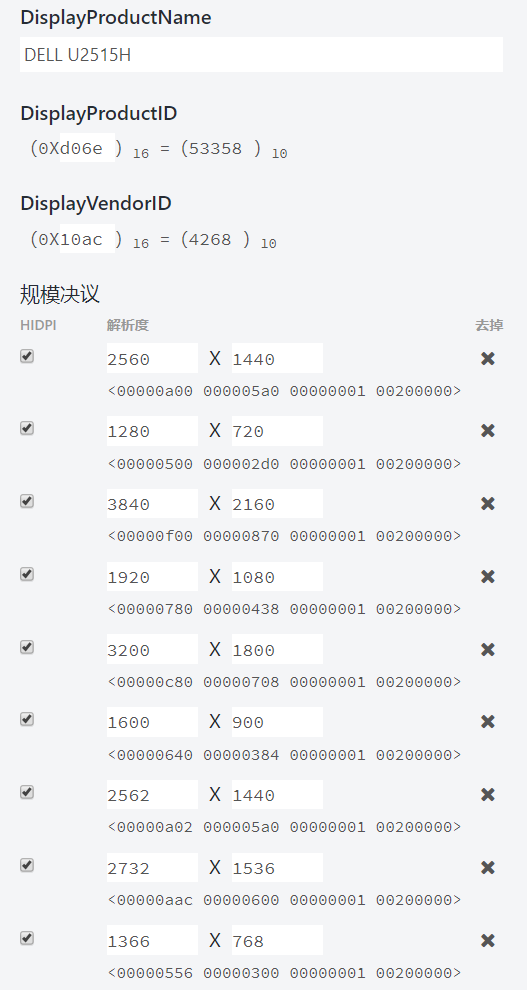 DisplayProductName
DELL U2515H
DisplayProductID
(0Xd06e ) 16 = (53358 ) 10
DisplayVendorID
(0X10ac ) 16 = (4268 ) 10
规模决议
HIDPI 解析度 去掉
2560 X 1440
<00000a00 000005a0 00000001 00200000>
1280 X 720
<00000500 000002d0 00000001 00200000>
3840 X 2160
<00000f00 00000870 00000001 00200000>
1920 X 1080
<00000780 00000438 00000001 00200000>
3200 X 1800
<00000c80 00000708 00000001 00200000>
1600 X 900
<00000640 00000384 00000001 00200000>
2562 X 1440
<00000a02 000005a0 00000001 00200000>
2732 X 1536
<00000aac 00000600 00000001 00200000>
1366 X 768
<00000556 00000300 00000001 00200000>